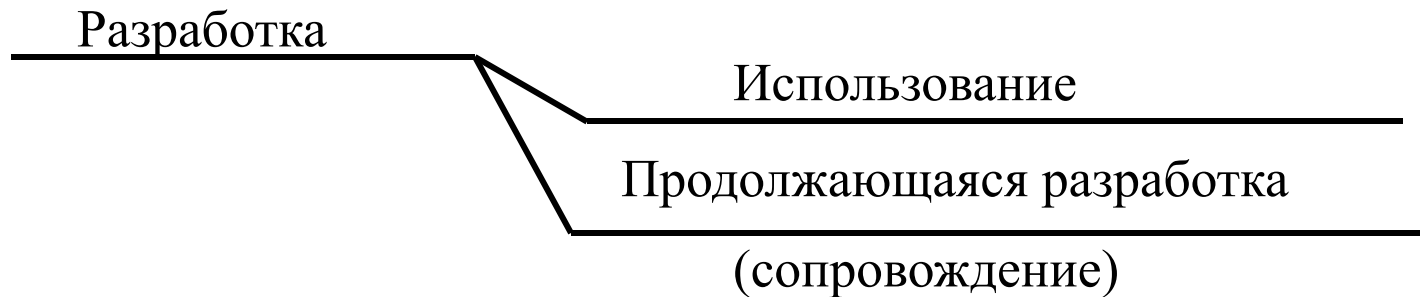 Разработка
Использование
Продолжающаяся разработка
(сопровождение)